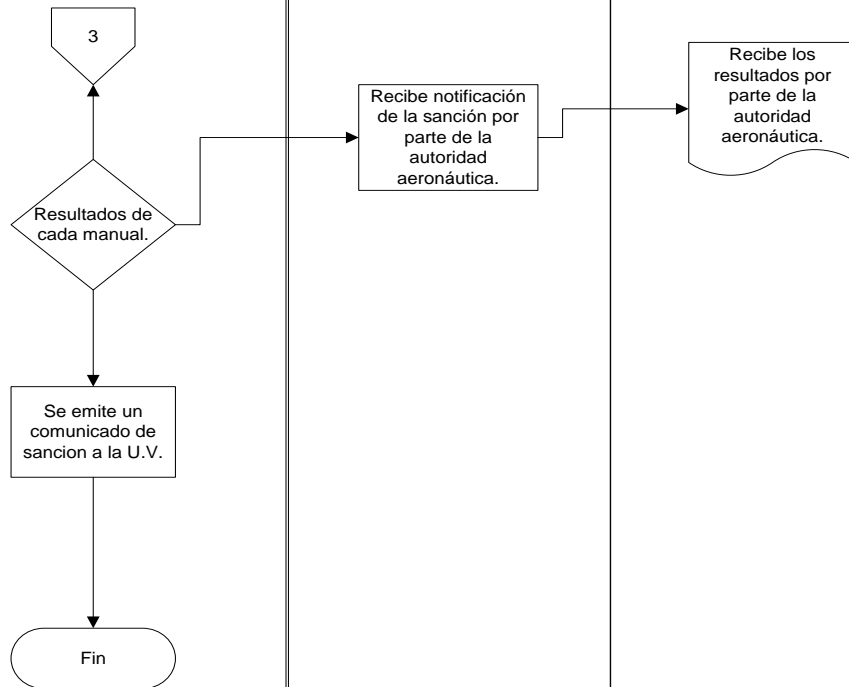 3
Resultados de
cada manual.
Se emite un
comunicado de
sancion a la U.V.
Fin
Recibe notificación
de la sanción por
parte de la
autoridad
aeronáutica.
Recibe los
resultados por
parte de la
autoridad
aeronáutica.